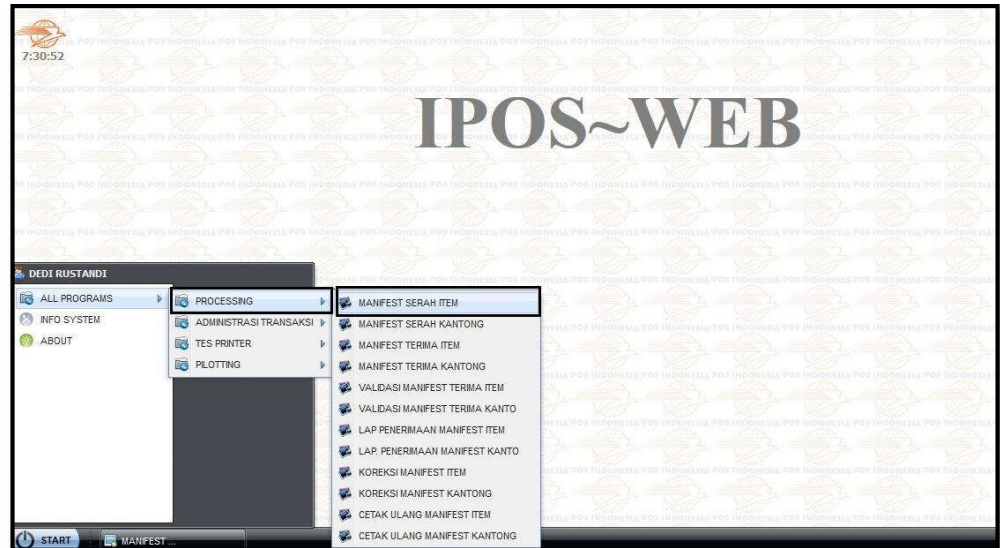 7:30:52
IPOS~WEB
DEDI RUSTANDI
ALL PROGRAMS
INFO SYSTEM
ABOUT
PROCESSING
ADMINISTRASI TRANSAKSI
TES PRINTER
PILOTTING
MANIFEST SERAH ITEM
MANIFEST SERAH KANTONG
MANIFEST TERIMA ITEM
MANIFEST TERIMA KANTONG
VALIDASI MANIFEST TERIMA ITEM
VALIDASI MANIFEST TERIMA KANTO
LAP PENERIMAAN MANIFEST ITEM
LAP. PENERIMAAN MANIFEST KANTO
KOREKSI MANIFEST ITEM
KOREKSI MANIFEST KANTONG
CETAK ULANG MANIFEST ITEM
CETAK ULANG MANIFEST KANTONG
START
MANIFEST ...